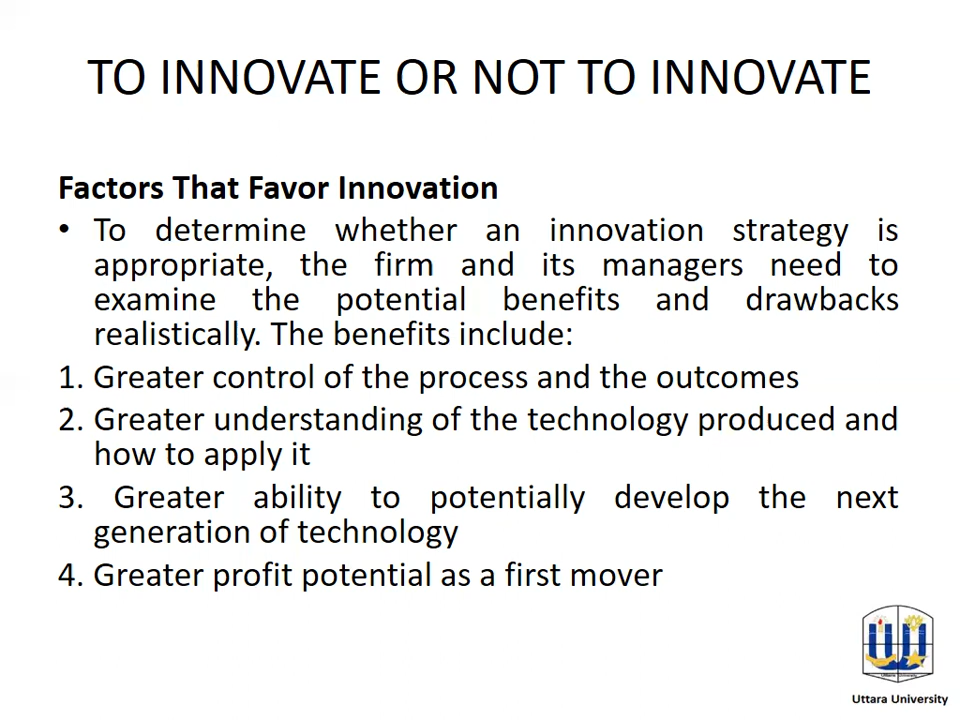 TO INNOVATE OR NOT TO INNOVATE
Factors That Favor Innovation
• To determine whether an innovation strategy is
appropriate, the firm and its managers need to
examine the potential benefits and drawbacks
realistically. The benefits include:
1. Greater control of the process and the outcomes
2. Greater understanding of the technology produced and
how to apply it
3. Greater ability to potentially develop the next
generation of technology
4. Greater profit potential as a first mover
Uttara University
Uttara University